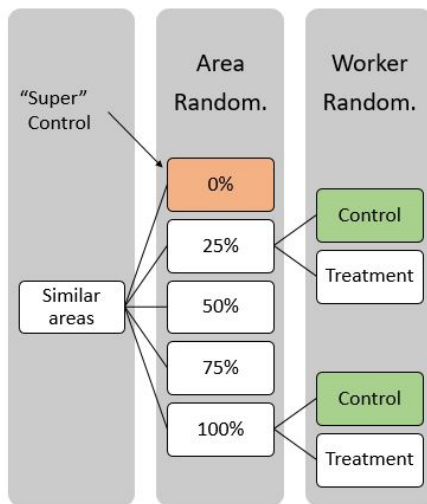 “Super”
Control
Similar
areas
Area
Random.
0%
25%
50%
75%
100%
Worker
Random.
Control
Treatment
Control
Treatment